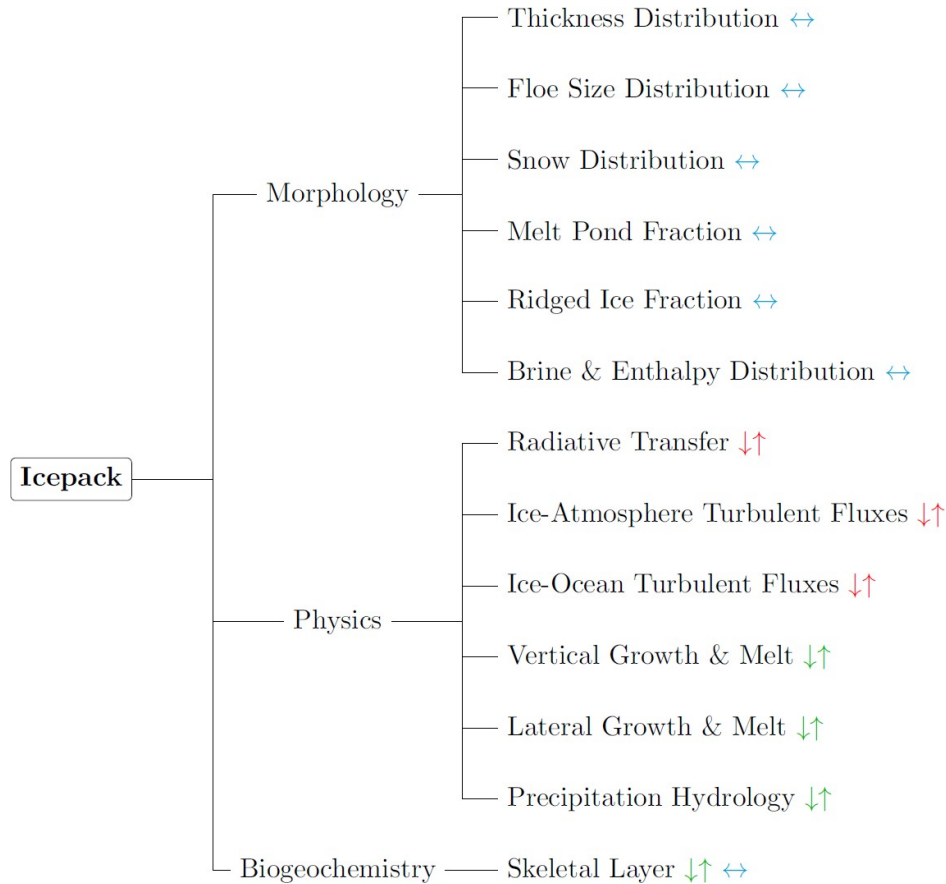 Thickness Distribution ↔
Floe Size Distribution ↔
Snow Distribution ↔
Morphology
Melt Pond Fraction ↔
Ridged Ice Fraction ↔
Brine & Enthalpy Distribution ↔
Radiative Transfer ↓↑
Icepack
Ice-Atmosphere Turbulent Fluxes ↓↑
Ice-Ocean Turbulent Fluxes ↓↑
Physics
Vertical Growth & Melt ↓↑
Lateral Growth & Melt ↓↑
Precipitation Hydrology ↓↑
Biogeochemistry
Skeletal Layer ↓↑ ↔